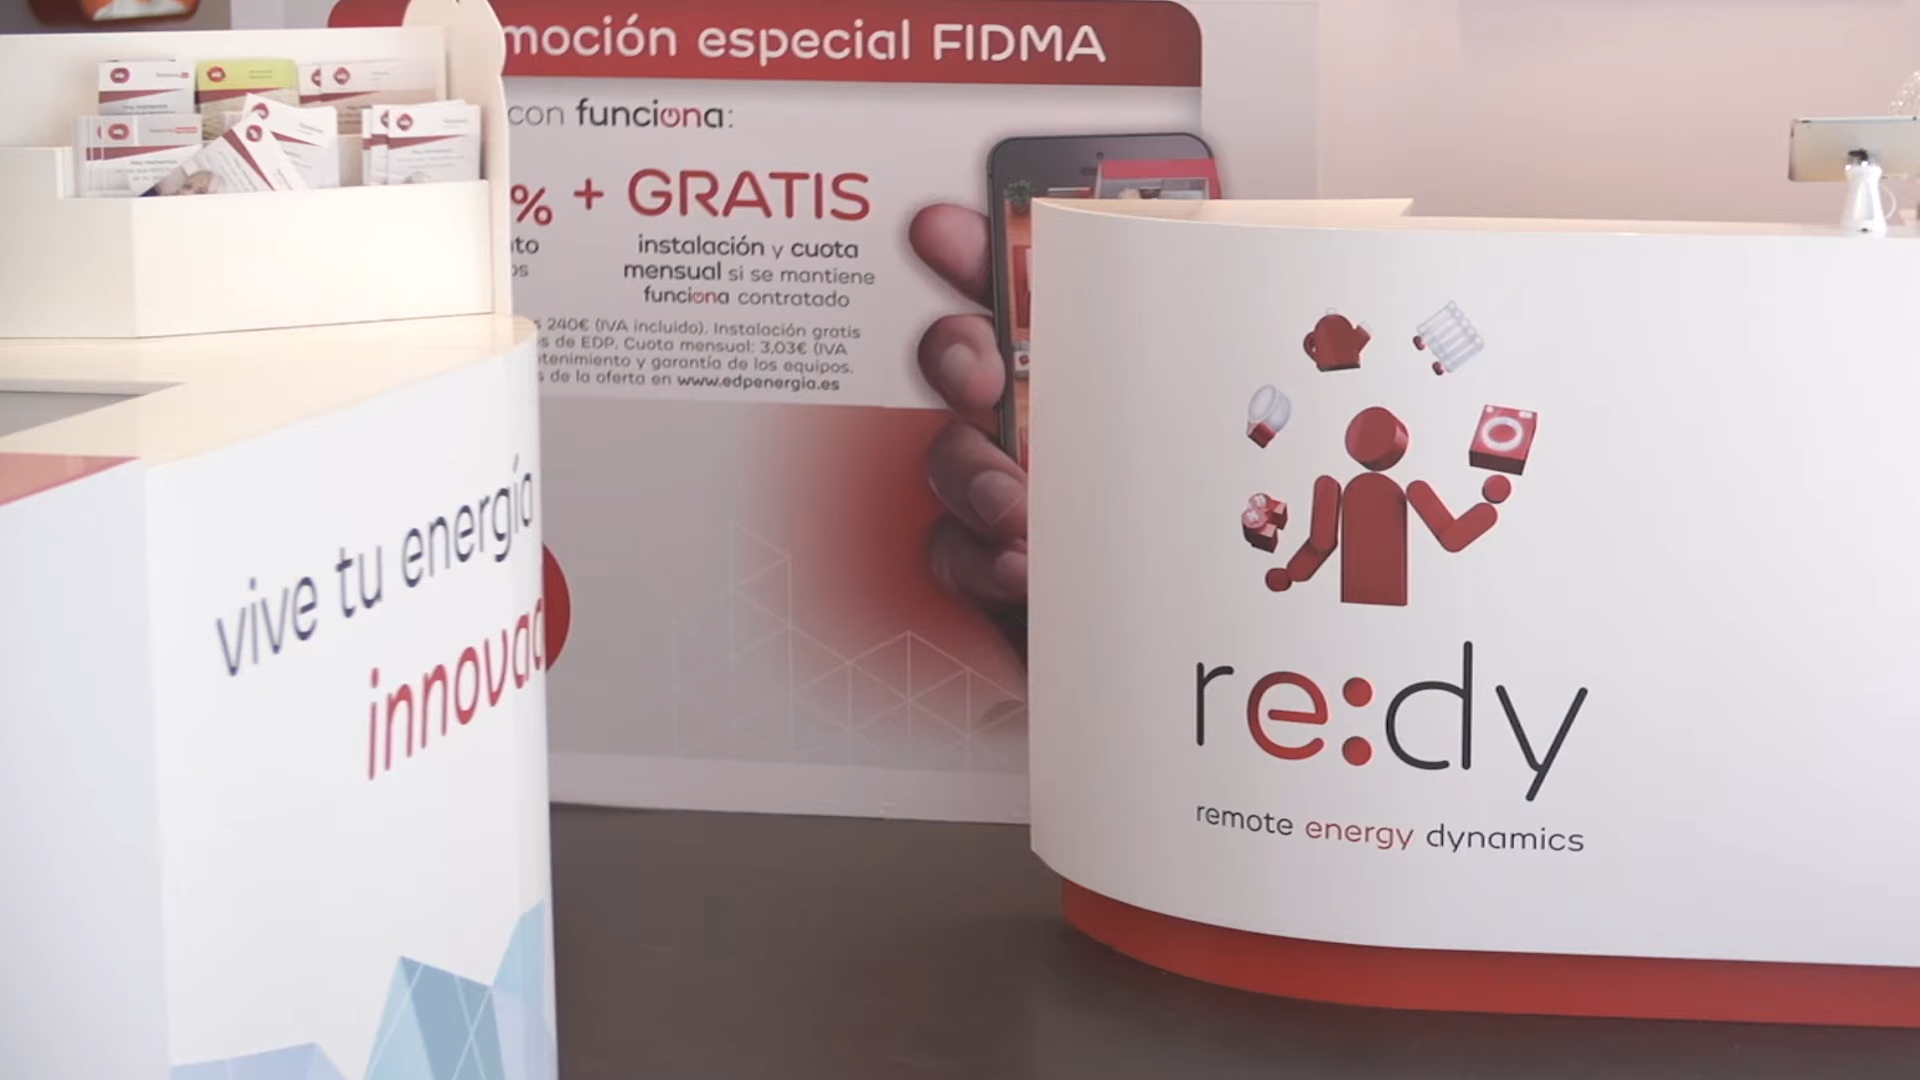 moción especial FIDMA
con funciona:
% + GRATIS
instalación y cuota
mensual si se mantiene
funciona contratado
240€ (IVA incluido). Instalación gratis
de EDP. Cuota mensual: 3,03€ (IVA
tenimiento y garantía de los equipos.
de la oferta en www.edpenergia.es
vive tu energía
innovac
re:dy
remote energy dynamics